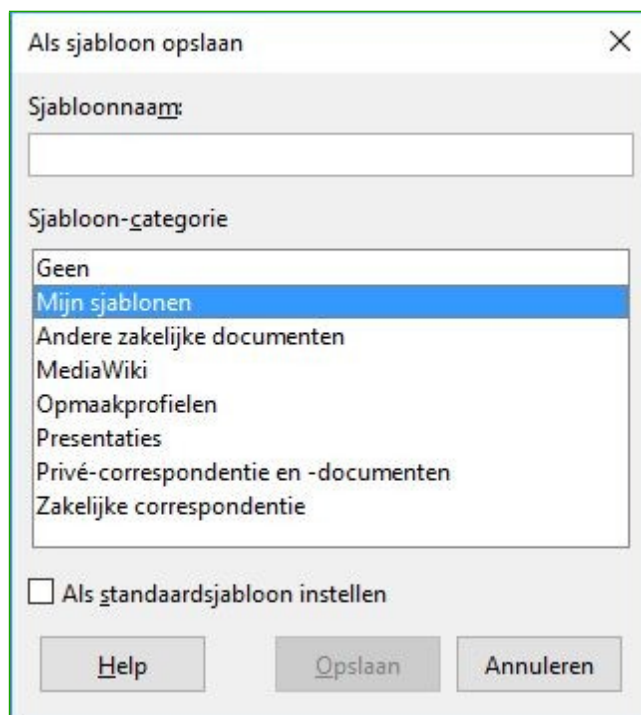 Als sjabloon opslaan
Sjabloonnaam:
Sjabloon-categorie
Geen
Mijn sjablonen
Andere zakelijke documenten
MediaWiki
Opmaakprofielen
Presentaties
Privé-correspondentie en -documenten
Zakelijke correspondentie
Als standaardsjabloon instellen
Help Opslaan Annuleren